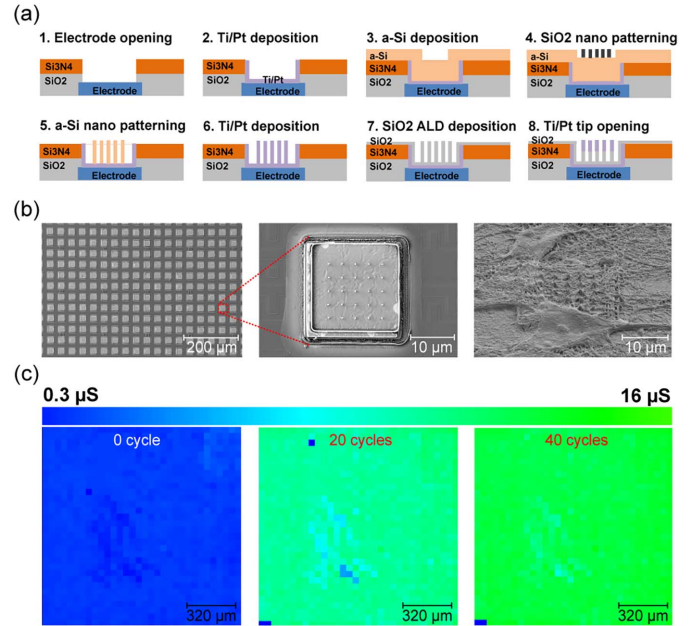 (a)
1. Electrode opening
2. Ti/Pt deposition
3. a-Si deposition
4. SiO2 nano patterning
Si3N4
SiO2
Electrode
Si3N4
SiO2
Ti/Pt
Electrode
a-Si
Si3N4
SiO2
Electrode
a-Si
Si3N4
SiO2
Electrode
5. a-Si nano patterning
6. Ti/Pt deposition
7. SiO2 ALD deposition
8. Ti/Pt tip opening
Si3N4
SiO2
Electrode
Si3N4
SiO2
Electrode
SiO2
Si3N4
SiO2
Electrode
SiO2
Si3N4
SiO2
Electrode
(b)
200 μm
10 μm
10 μm
(c)
0.3 μS
16 μS
0 cycle
20 cycles
40 cycles
320 μm
320 μm
320 μm